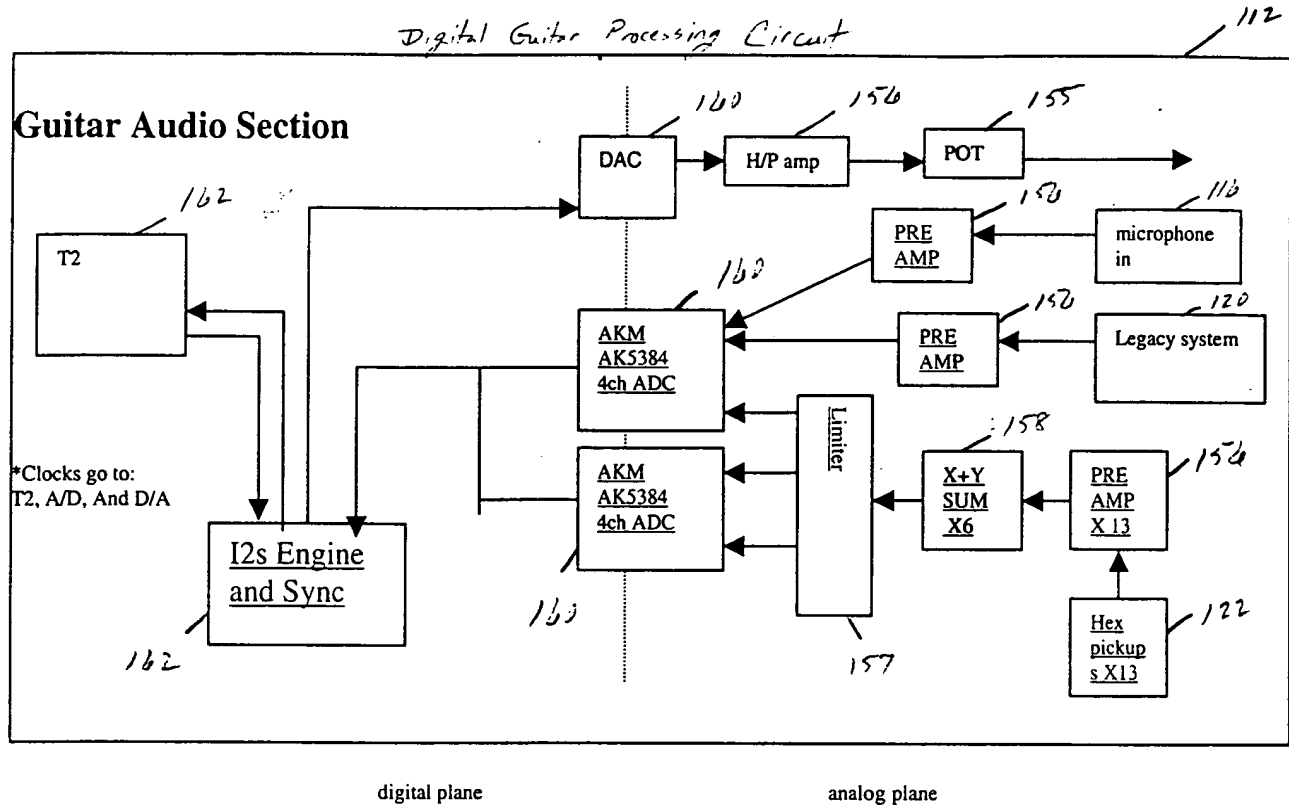 Digital Guitar Processing Circuit
112
Guitar Audio Section
160
156
155
DAC
H/P amp
POT
162
T2
156
116
PRE
AMP
microphone
in
160
156
120
AKM
AK5384
4ch ADC
PRE
AMP
Legacy system
Limiter
158
156
*Clocks go to:
T2, A/D, And D/A
AKM
AK5384
4ch ADC
X+Y
SUM
X6
PRE
AMP
X 13
I2s Engine
and Sync
160
162
157
122
Hex
pickup
s X13
digital plane
analog plane